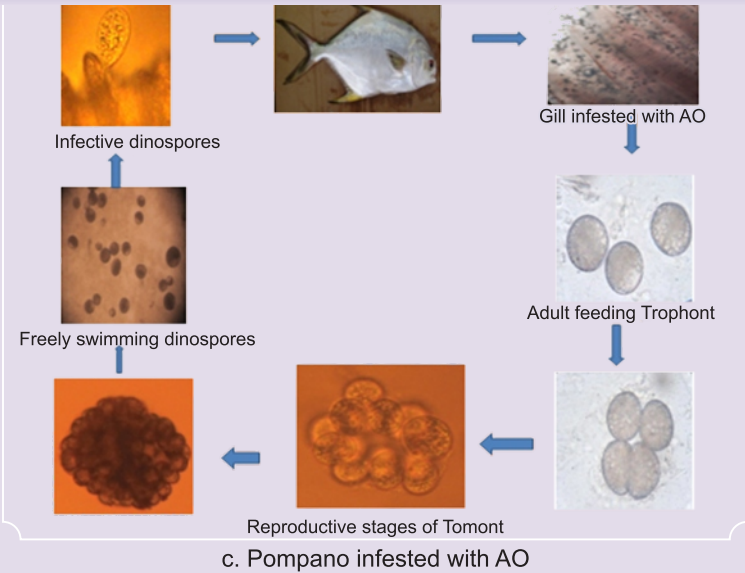 Infective dinospores
Gill infested with AO
Freely swimming dinospores
Adult feeding Trophont
Reproductive stages of Tomont
c. Pompano infested with AO